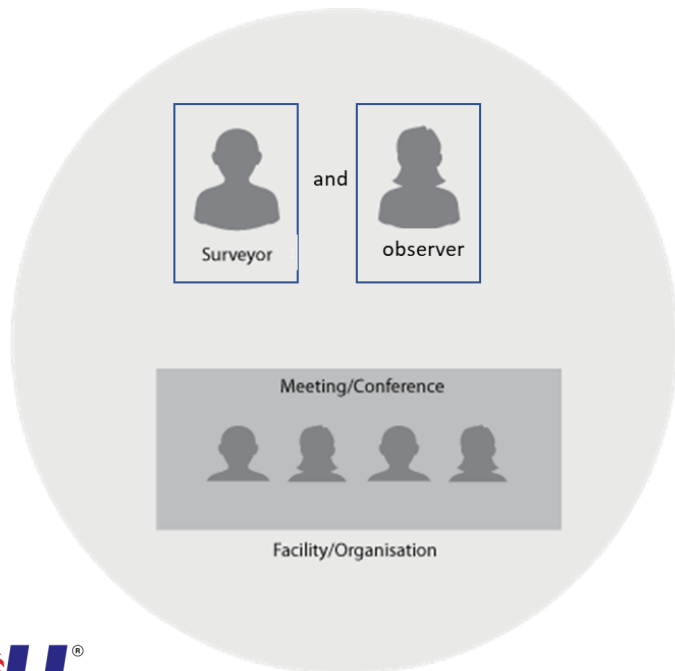 and
Surveyor
observer
Meeting/Conference
Facility/Organisation
®